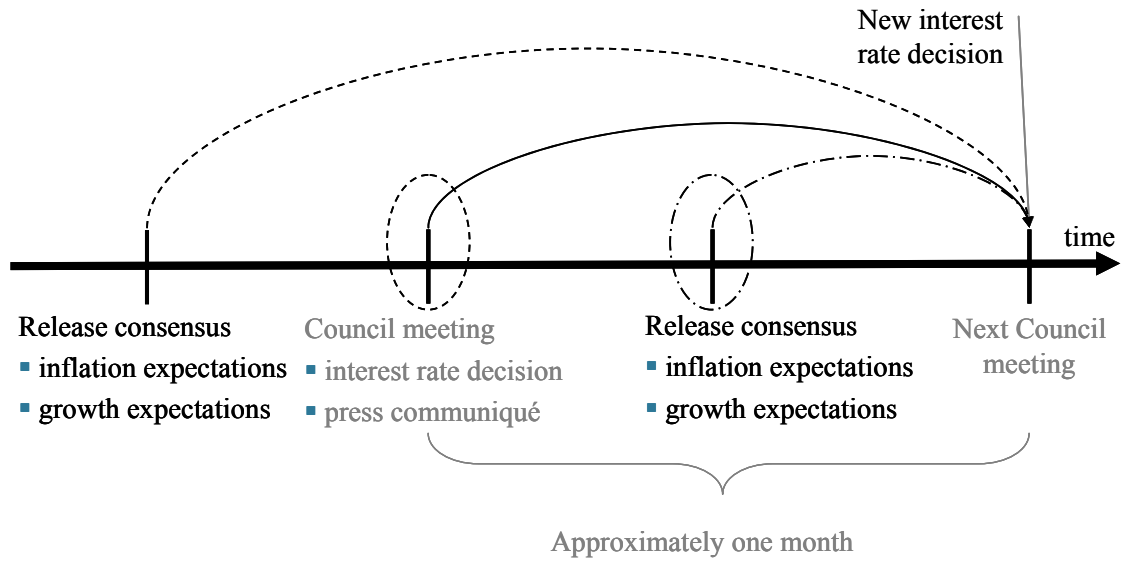 New interest
rate decision
time
Release consensus
▪ inflation expectations
▪ growth expectations
Council meeting
▪ interest rate decision
▪ press communiqué
Release consensus
▪ inflation expectations
▪ growth expectations
Next Council
meeting
Approximately one month